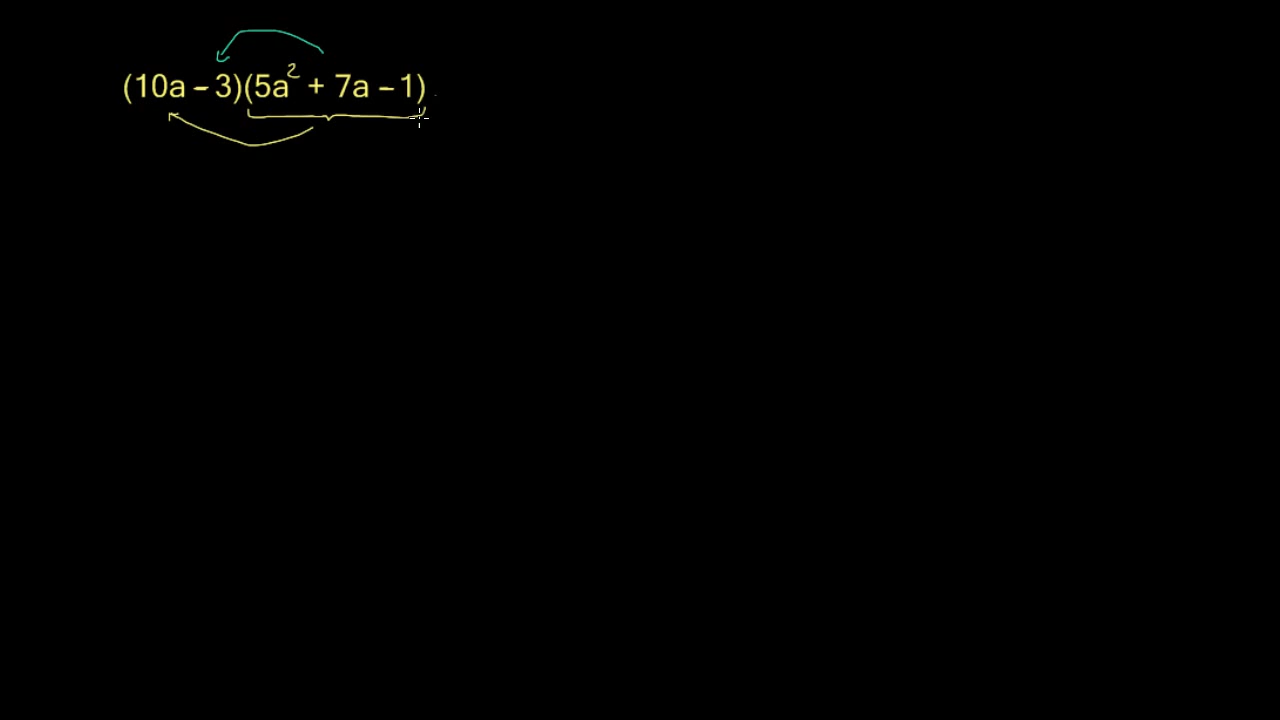 (10a – 3)(5a² + 7a – 1)